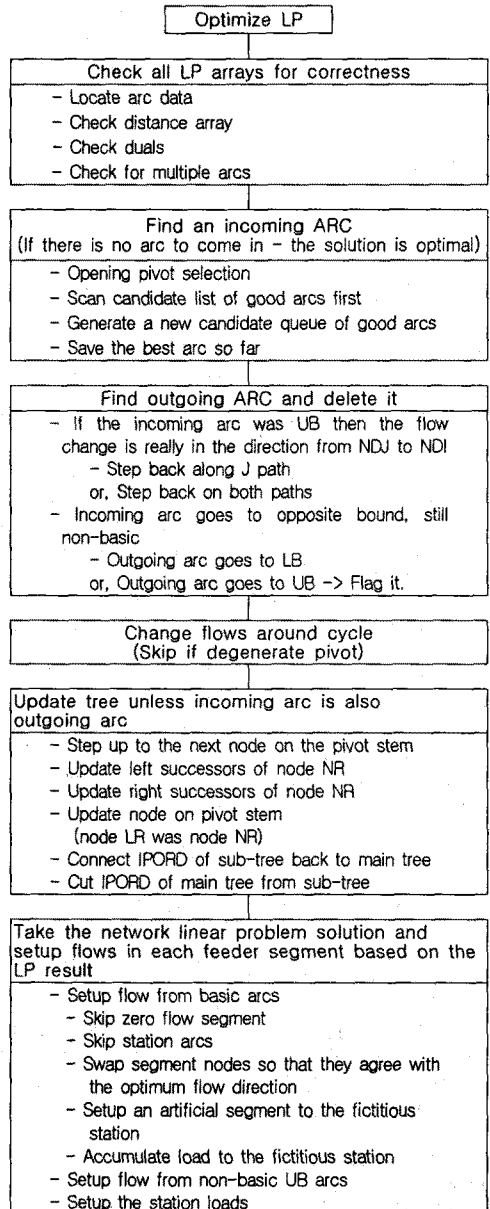 Optimize LP
Check all LP arrays for correctness
- Locate arc data
- Check distance array
- Check duals
- Check for multiple arcs
Find an incoming ARC
(If there is no arc to come in - the solution is optimal)
- Opening pivot selection
- Scan candidate list of good arcs first
- Generate a new candidate queue of good arcs
- Save the best arc so far
Find outgoing ARC and delete it
- If the incoming arc was UB then the flow
change is really in the direction from NDJ to NDI
- Step back along J path
or, Step back on both paths
- Incoming arc goes to opposite bound, still
non-basic
- Outgoing arc goes to LB
or, Outgoing arc goes to UB -> Flag it.
Change flows around cycle
(Skip if degenerate pivot)
Update tree unless incoming arc is also
outgoing arc
- Step up to the next node on the pivot stem
- Update left successors of node NR
- Update right successors of node NR
- Update node on pivot stem
(node LR was node NR)
- Connect IPORD of sub-tree back to main tree
- Cut IPORD of main tree from sub-tree
Take the network linear problem solution and
setup flows in each feeder segment based on the
LP result
- Setup flow from basic arcs
- Skip zero flow segment
- Skip station arcs
- Swap segment nodes so that they agree with
the optimum flow direction
- Setup an artificial segment to the fictitious
station
- Accumulate load to the fictitious station
- Setup flow from non-basic UB arcs
- Setup the station loads